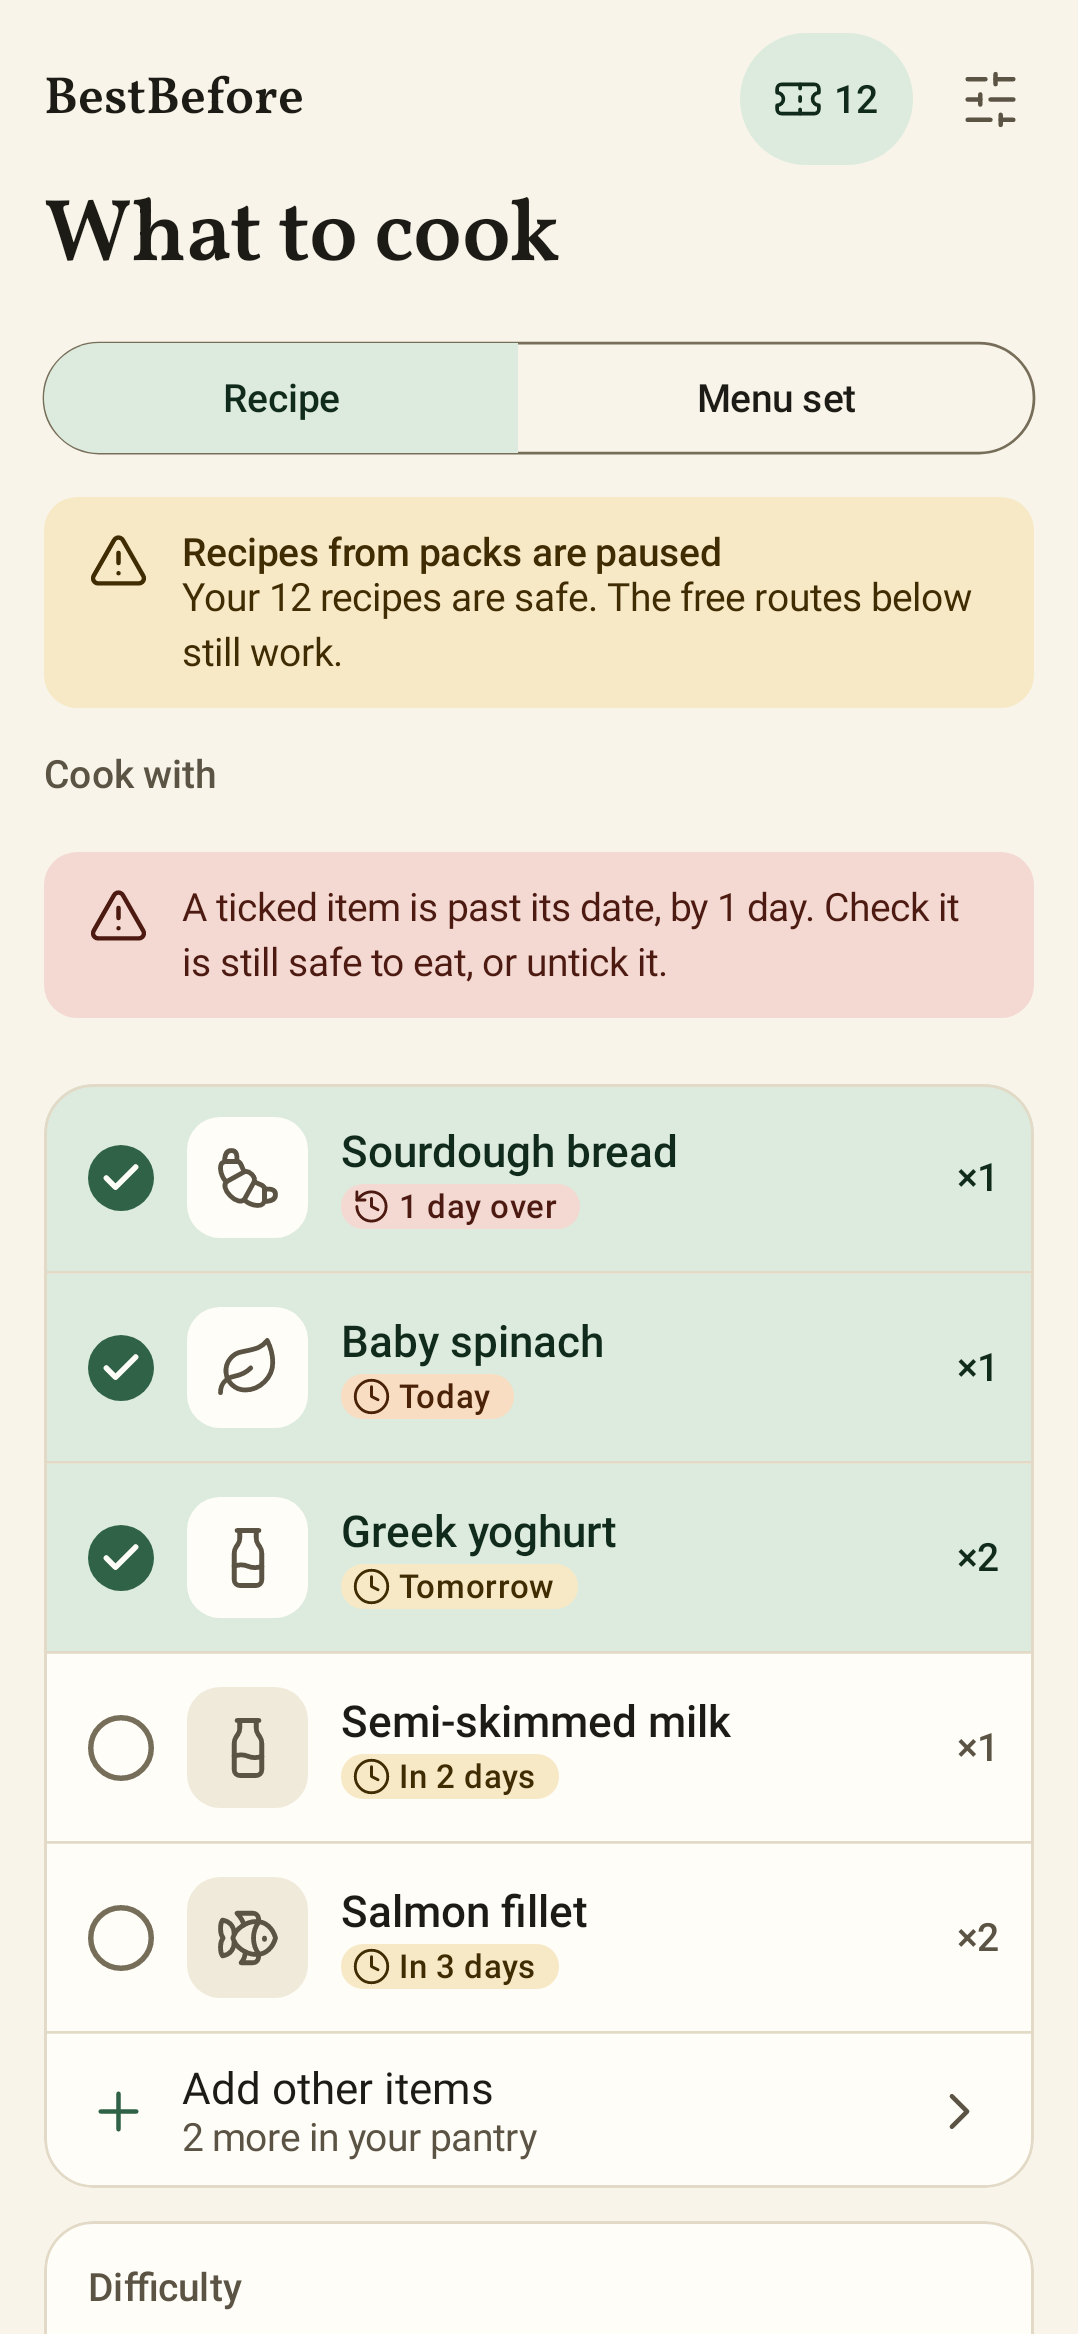 BestBefore
12
What to cook
Recipe
Menu set
Recipes from packs are paused
Your 12 recipes are safe. The free routes below
still work.
Cook with
A ticked item is past its date, by 1 day. Check it
is still safe to eat, or untick it.
Sourdough bread
1 day over
×1
Baby spinach
Today
×1
Greek yoghurt
Tomorrow
×2
Semi-skimmed milk
In 2 days
×1
Salmon fillet
In 3 days
×2
Add other items
2 more in your pantry
Difficulty